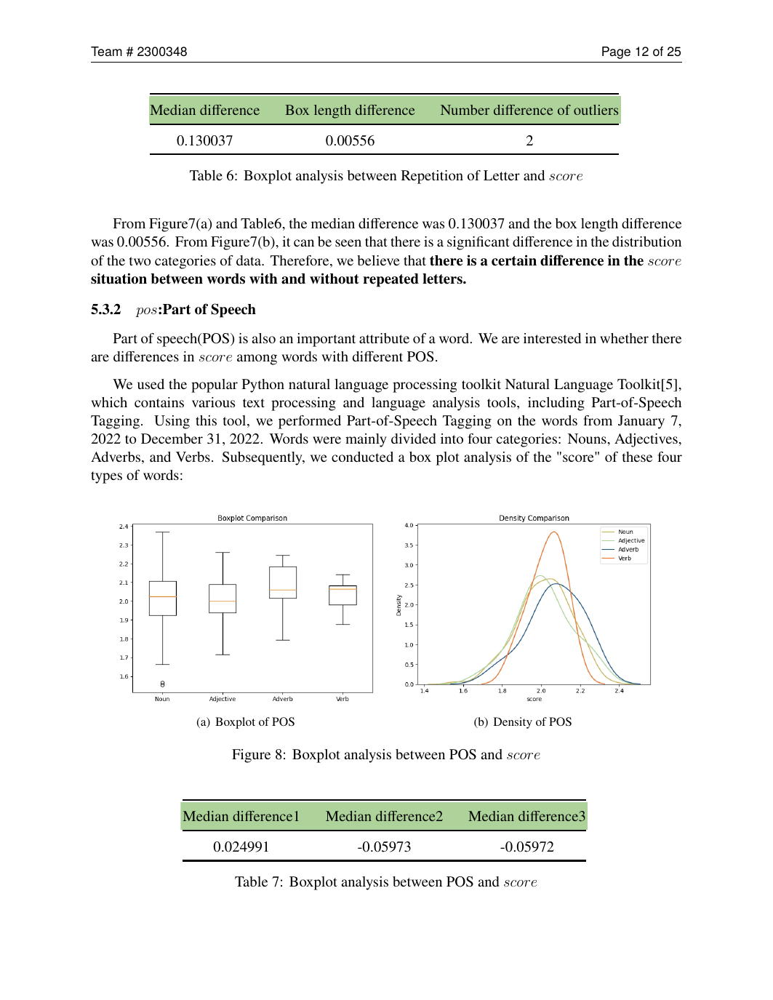 Team # 2300348 Page 12 of 25
Median difference Box length difference Number difference of outliers
0.130037 0.00556 2
Table 6: Boxplot analysis between Repetition of Letter and score
From Figure7(a) and Table6, the median difference was 0.130037 and the box length difference
was 0.00556. From Figure7(b), it can be seen that there is a significant difference in the distribution
of the two categories of data. Therefore, we believe that there is a certain difference in the score
situation between words with and without repeated letters.
5.3.2 pos:Part of Speech
Part of speech(POS) is also an important attribute of a word. We are interested in whether there
are differences in score among words with different POS.
We used the popular Python natural language processing toolkit Natural Language Toolkit[5],
which contains various text processing and language analysis tools, including Part-of-Speech
Tagging. Using this tool, we performed Part-of-Speech Tagging on the words from January 7,
2022 to December 31, 2022. Words were mainly divided into four categories: Nouns, Adjectives,
Adverbs, and Verbs. Subsequently, we conducted a box plot analysis of the "score" of these four
types of words:
Boxplot Comparison
2.4
2.3
2.2
2.1
2.0
1.9
1.8
1.7
1.6
Noun Adjective Adverb Verb
Density Comparison
Noun
Adjective
Adverb
Verb
Density
4.0
3.5
3.0
2.5
2.0
1.5
1.0
0.5
0.0
1.4 1.6 1.8 2.0 2.2 2.4
score
(a) Boxplot of POS (b) Density of POS
Figure 8: Boxplot analysis between POS and score
Median difference1 Median difference2 Median difference3
0.024991 -0.05973 -0.05972
Table 7: Boxplot analysis between POS and score